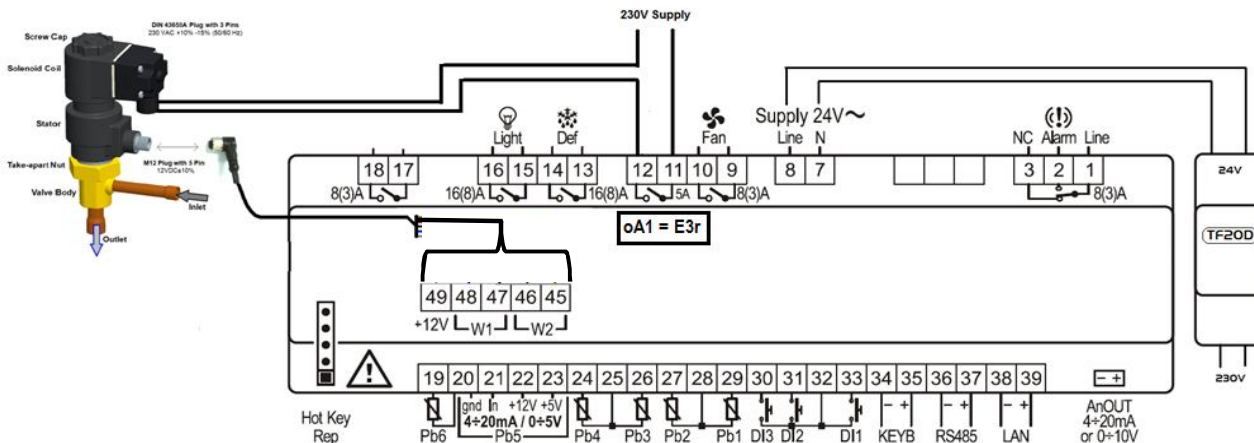 230V Supply
DIN 43650A Plug with 3 Pins
230 VAC +10% -15% (50/60 Hz)
Screw Cap
Solenoid Coil
Stator
Take-apart Nut
Valve Body
M12 Plug with 5 Pin
12VDC±10%
Inlet
Outlet
Light Def Fan Supply 24V~ Line N NC Alarm Line
18 17 16 15 14 13 12 11 10 9 8 7 3 2 1
8(3)A 16(8)A 16(8)A 5A 8(3)A 8(3)A
oA1 = E3r
24V
TF20D
230V
49 48 47 46 45
+12V W1 W2
19 20 21 22 23 24 25 26 27 28 29 30 31 32 33 34 35 36 37 38 39
- +
gnd In +12V +5V
4÷20mA / 0÷5V
- + - + - +
Hot Key
Rep
Pb6 Pb5 Pb4 Pb3 Pb2 Pb1 DI3 DI2 DI1 KEYB RS485 LAN
AnOUT
4÷20mA
or 0÷10V